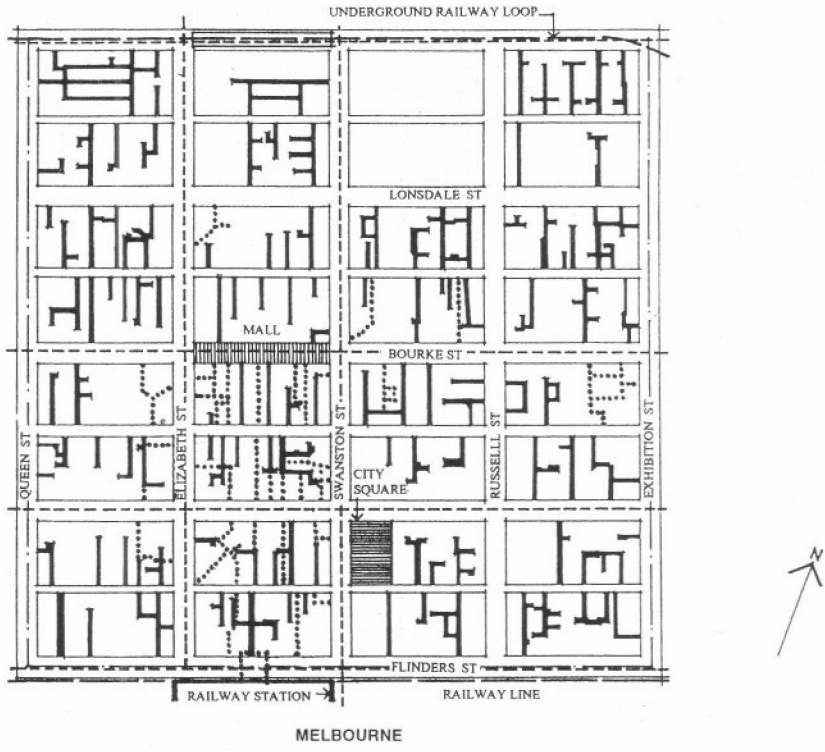 UNDERGROUND RAILWAY LOOP
LONSDALE ST
MALL
BOURKE ST
QUEEN ST
ELIZABETH ST
SWANSTON ST
RUSSELLL ST
EXHIBITION ST
CITY
SQUARE
N
FLINDERS ST
RAILWAY STATION
RAILWAY LINE
MELBOURNE